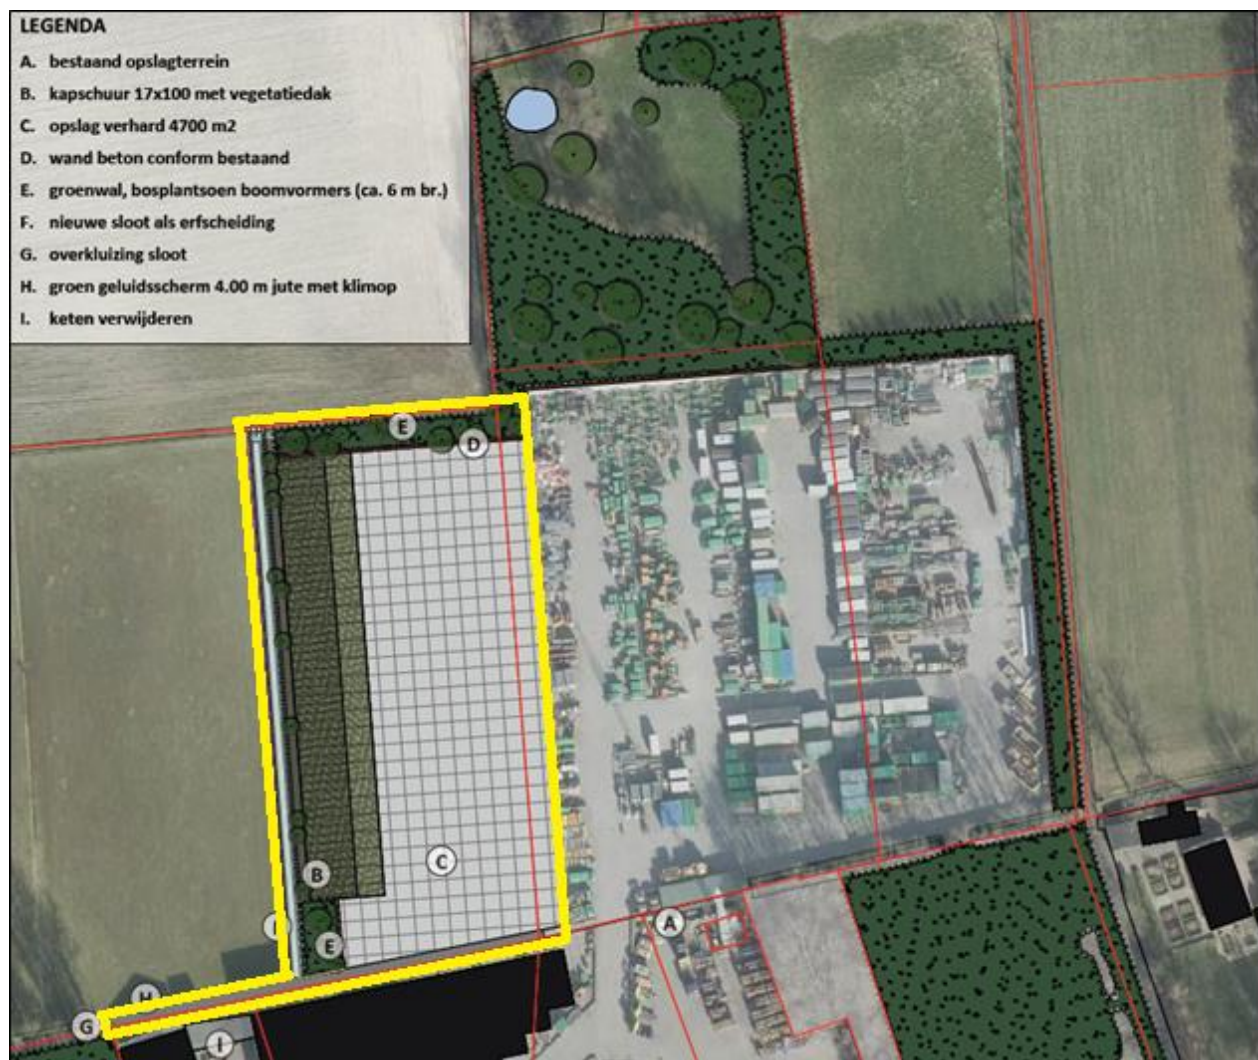 LEGENDA
A. bestaand opslagterrein
B. kapschuur 17x100 met vegetatiedak
C. opslag verhard 4700 m2
D. wand beton conform bestaand
E. groenwal, bosplantsoen boomvormers (ca. 6 m br.)
F. nieuwe sloot als erfscheiding
G. overkluizing sloot
H. groen geluidsscherm 4.00 m jute met klimop
I. keten verwijderen
E
D
C
B
A
E
H
G
I